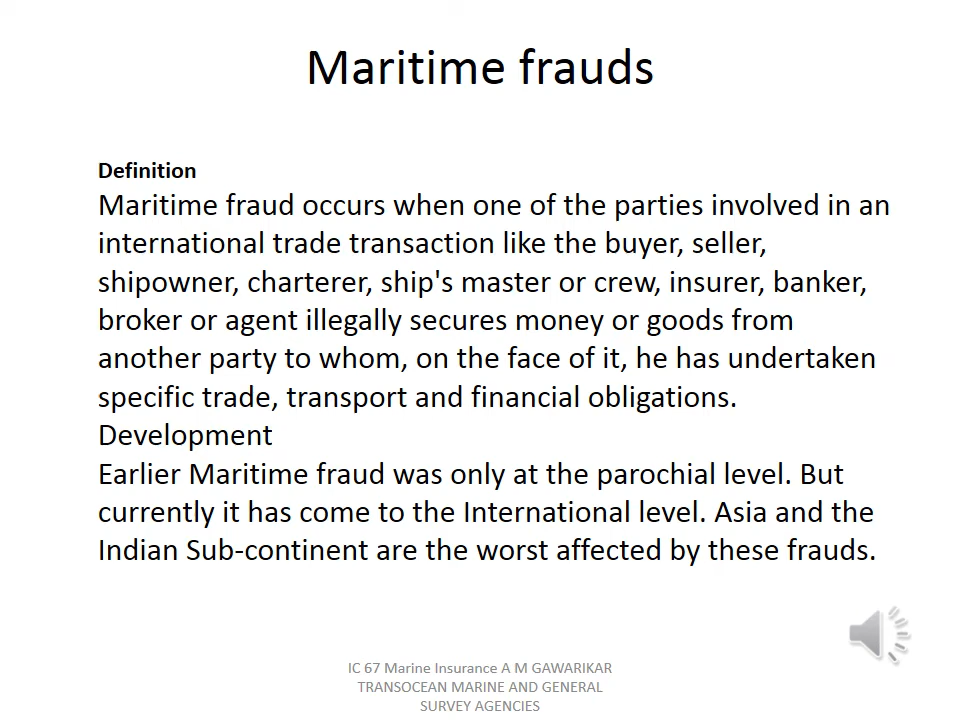 Maritime frauds
Definition
Maritime fraud occurs when one of the parties involved in an
international trade transaction like the buyer, seller,
shipowner, charterer, ship's master or crew, insurer, banker,
broker or agent illegally secures money or goods from
another party to whom, on the face of it, he has undertaken
specific trade, transport and financial obligations.
Development
Earlier Maritime fraud was only at the parochial level. But
currently it has come to the International level. Asia and the
Indian Sub-continent are the worst affected by these frauds.
IC 67 Marine Insurance A M GAWARIKAR
TRANSOCEAN MARINE AND GENERAL
SURVEY AGENCIES